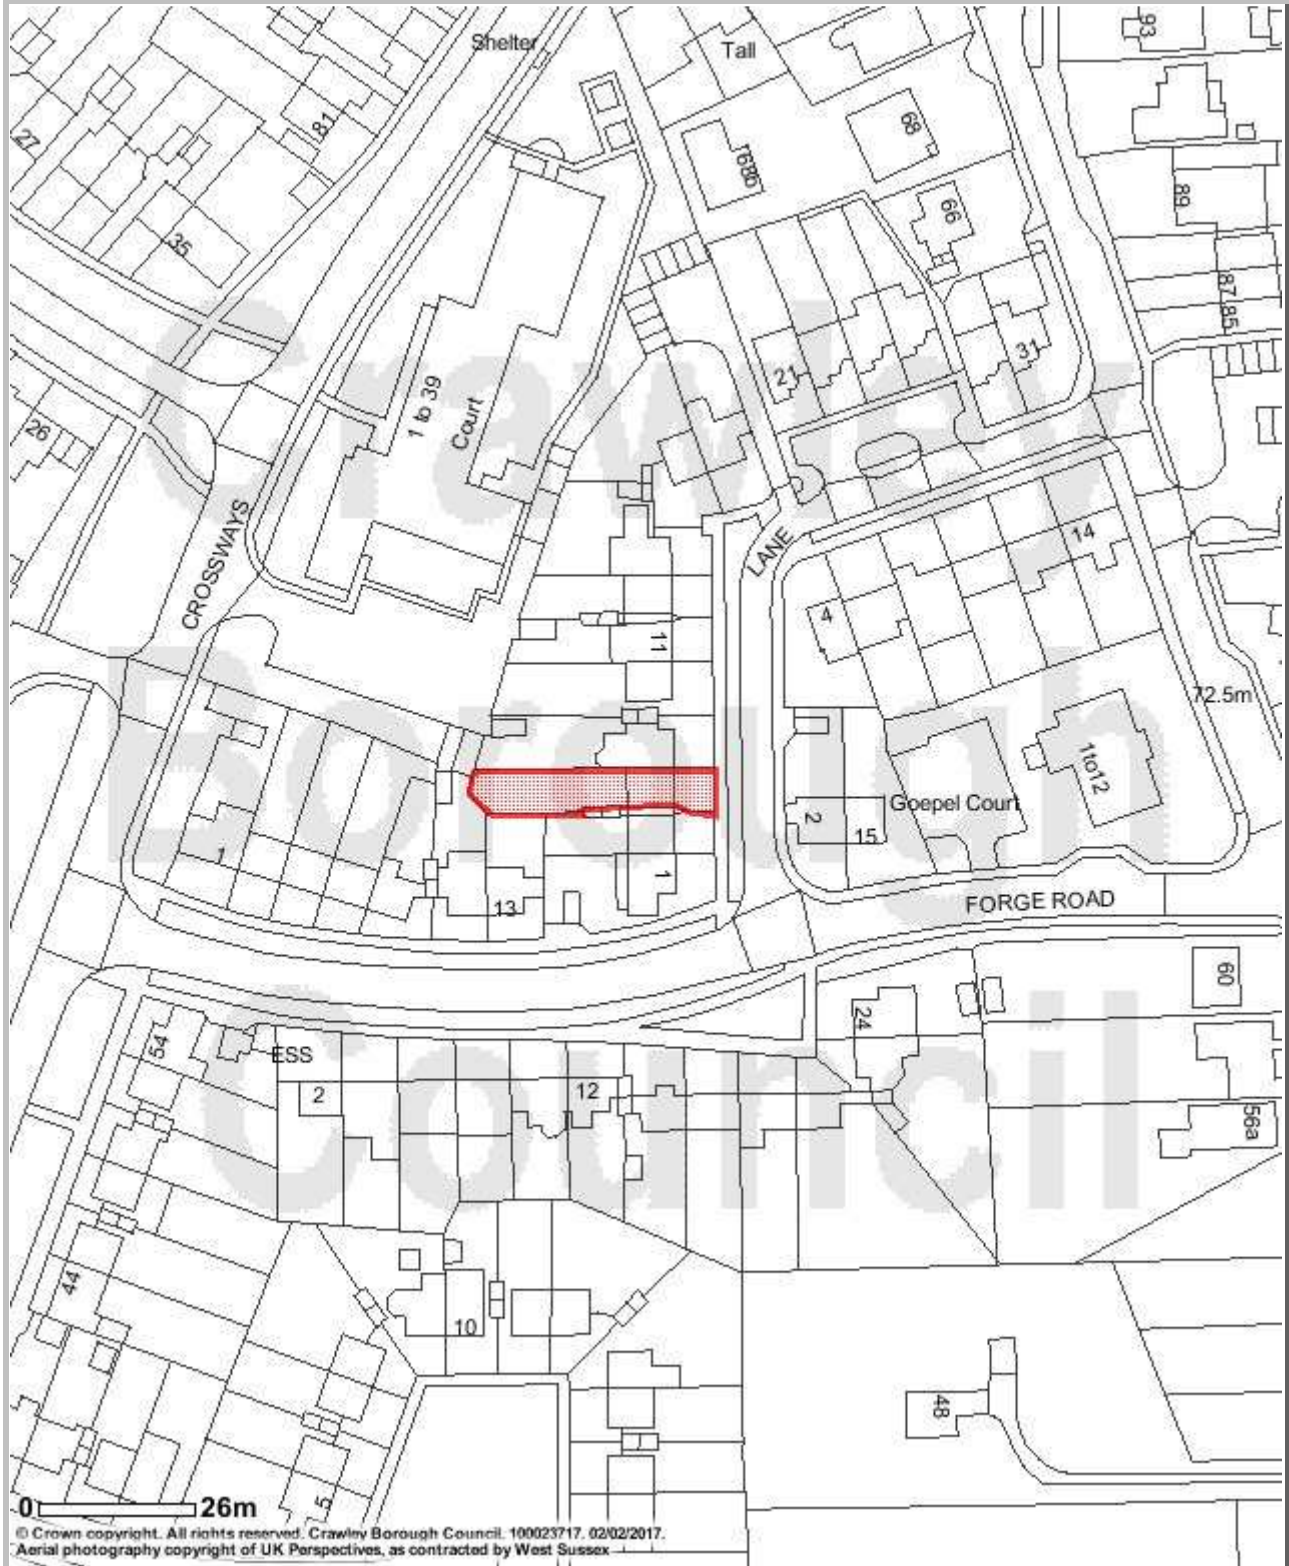 Shelter
Tall
93
27
81
68
68b
35
89
66
87
85
31
21
26
1 to 39
Court
CROSSWAYS
LANE
14
4
11
72.5m
1to12
Goepel Court
2
15
1
1
13
FORGE ROAD
60
24
54
ESS
2
12
56a
44
10
48
5
Crawley
Borough
Council
0 26m
© Crown copyright. All rights reserved. Crawley Borough Council. 100023717. 02/02/2017.
Aerial photography copyright of UK Perspectives, as contracted by West Sussex